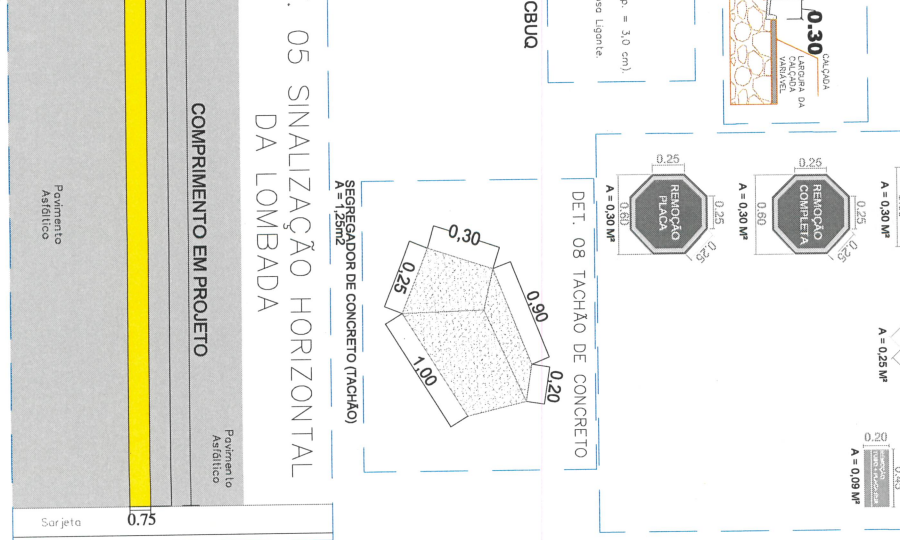 CBUQ
p. = 3,0 cm).
Ligante.
0.30
CALÇADA
LARGURA DA
CALÇADA
VARIÁVEL
05 SINALIZAÇÃO HORIZONTAL
DA LOMBADA
COMPRIMENTO EM PROJETO
Pavimento
Asfáltico
Pavimento
Asfáltico
Sarjeta
0.75
DET. 08 TACHÃO DE CONCRETO
0,30
0,25
0,90
0,20
1,00
SEGREGADOR DE CONCRETO (TACHÃO)
A = 1,25m2
0.25
0.25
0.25
REMOÇÃO
PLACA
0.60
A = 0,30 M²
0.25
0.25
0.25
REMOÇÃO
COMPLETA
0.60
A = 0,30 M²
A = 0,30 M²
A = 0,25 M²
0.20
0.45
A = 0,09 M²